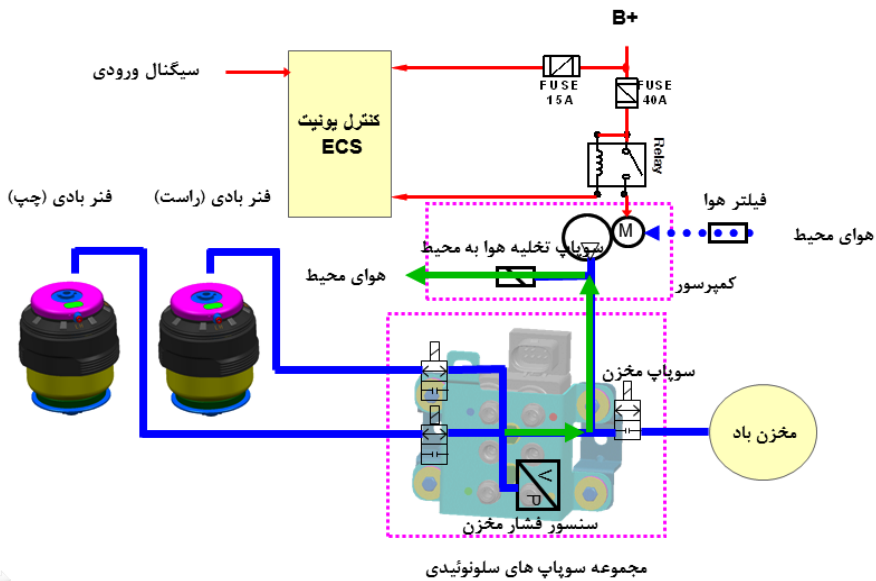 B+
سیگنال ورودی
FUSE
15A
FUSE
40A
کنترل یونیت
ECS
Relay
فنر بادی (چپ)
فنر بادی (راست)
فیلتر هوا
هوای محیط
M
سوپاپ تخلیه هوا به محیط
هوای محیط
کمپرسور
سوپاپ مخزن
مخزن باد
V
P
سنسور فشار مخزن
مجموعه سوپاپ های سلونوئیدی